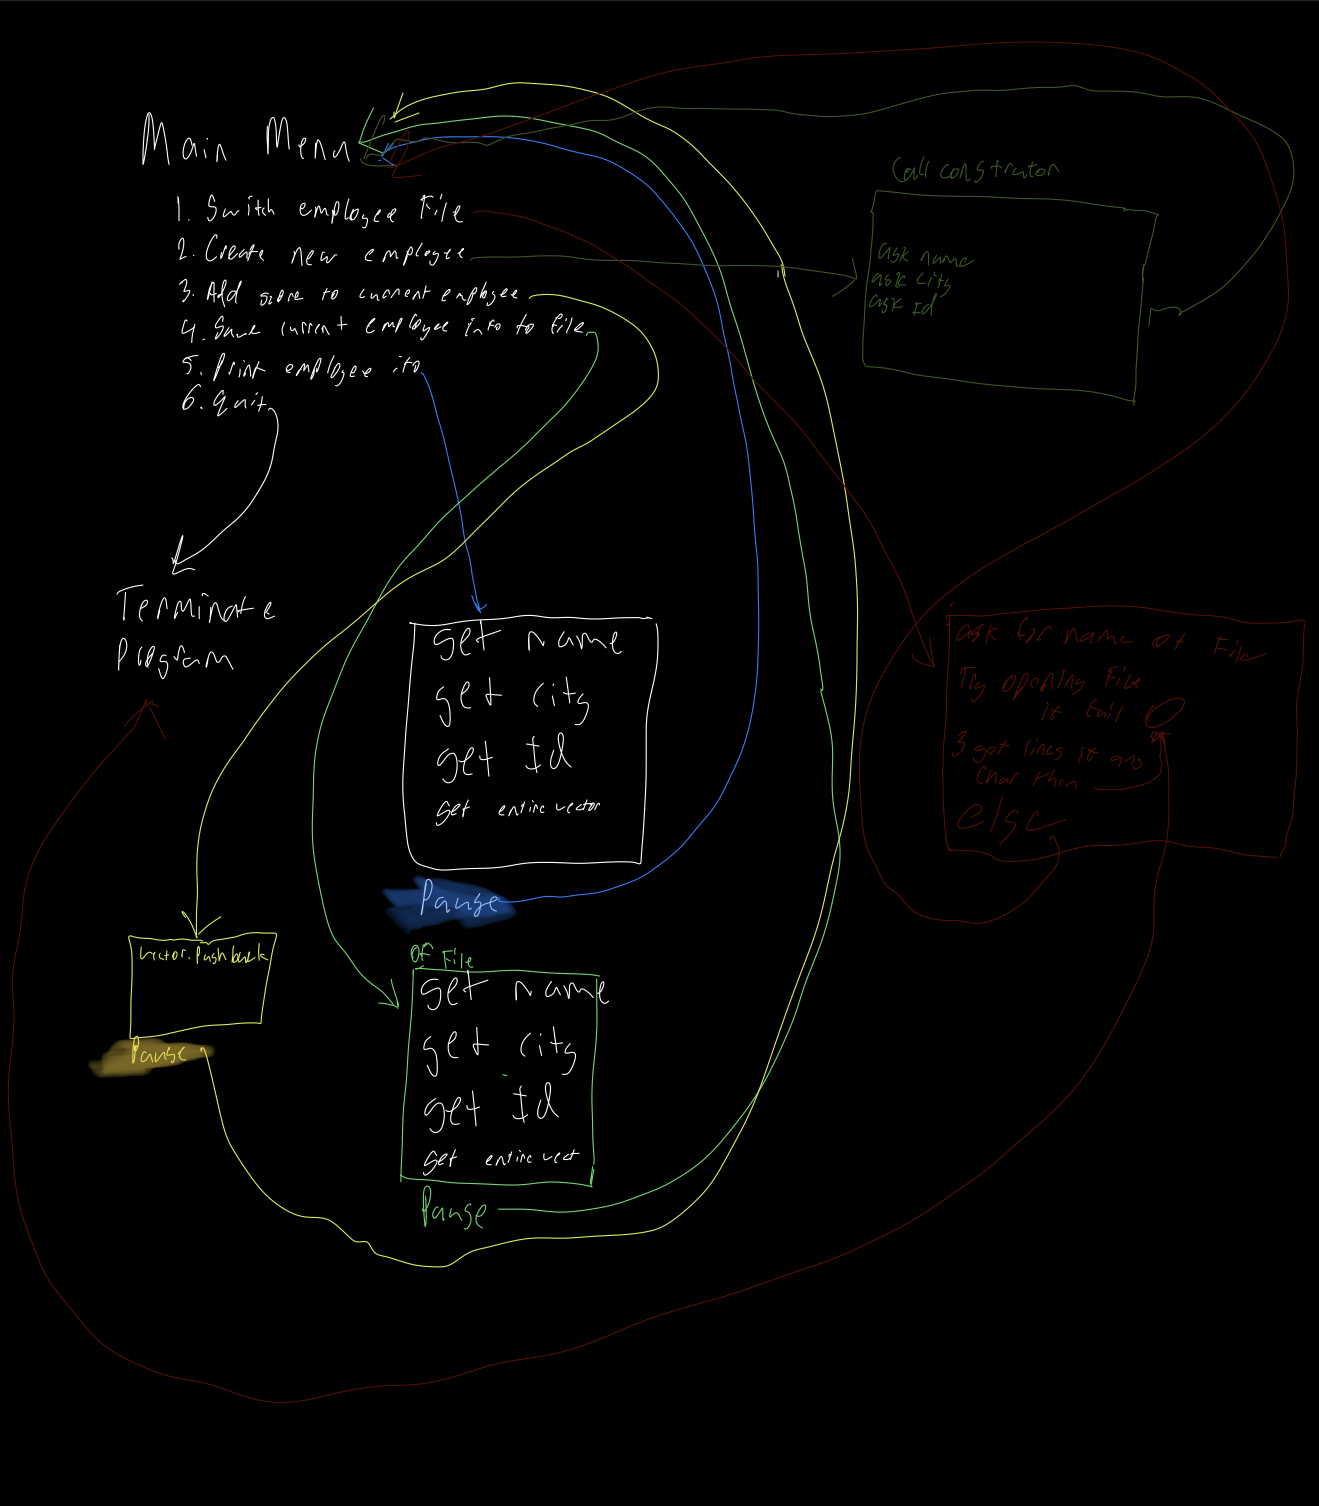 Main Menu
1. Switch employee File
2. Create new employee
3. Add score to current employee
4. Save current employee info to file
5. Print employee ifo
6. quit
Terminate
Program
Call constrator
ask name
ask city
ask Id
get name
get city
get Id
get entire vector
Pause
ask for name of File
Try opening File
if fail
3 get lines if any
char then
else
vector.pushback
Pause
OF File
get name
get city
get Id
get entire vect
Pause